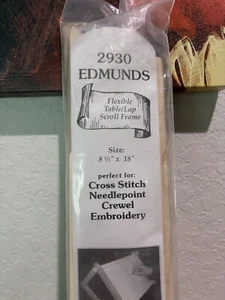 2930
EDMUNDS
Flexible
Table/Lap
Scroll Frame
Size:
8 ½" x 18"
perfect for:
Cross Stitch
Needlepoint
Crewel
Embroidery